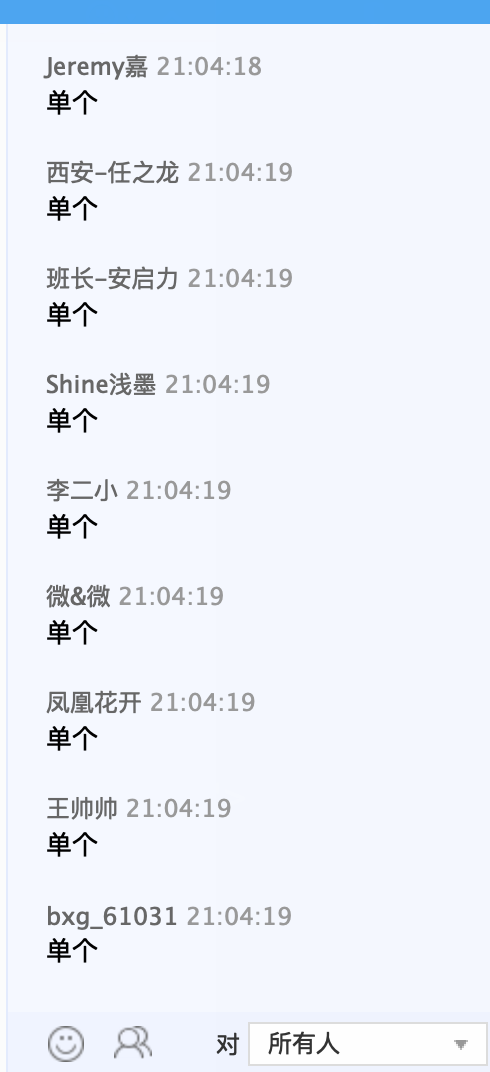 Jeremy嘉 21:04:18
单个
西安-任之龙 21:04:19
单个
班长-安启力 21:04:19
单个
Shine浅墨 21:04:19
单个
李二小 21:04:19
单个
微&微 21:04:19
单个
凤凰花开 21:04:19
单个
王帅帅 21:04:19
单个
bxg_61031 21:04:19
单个
对 所有人